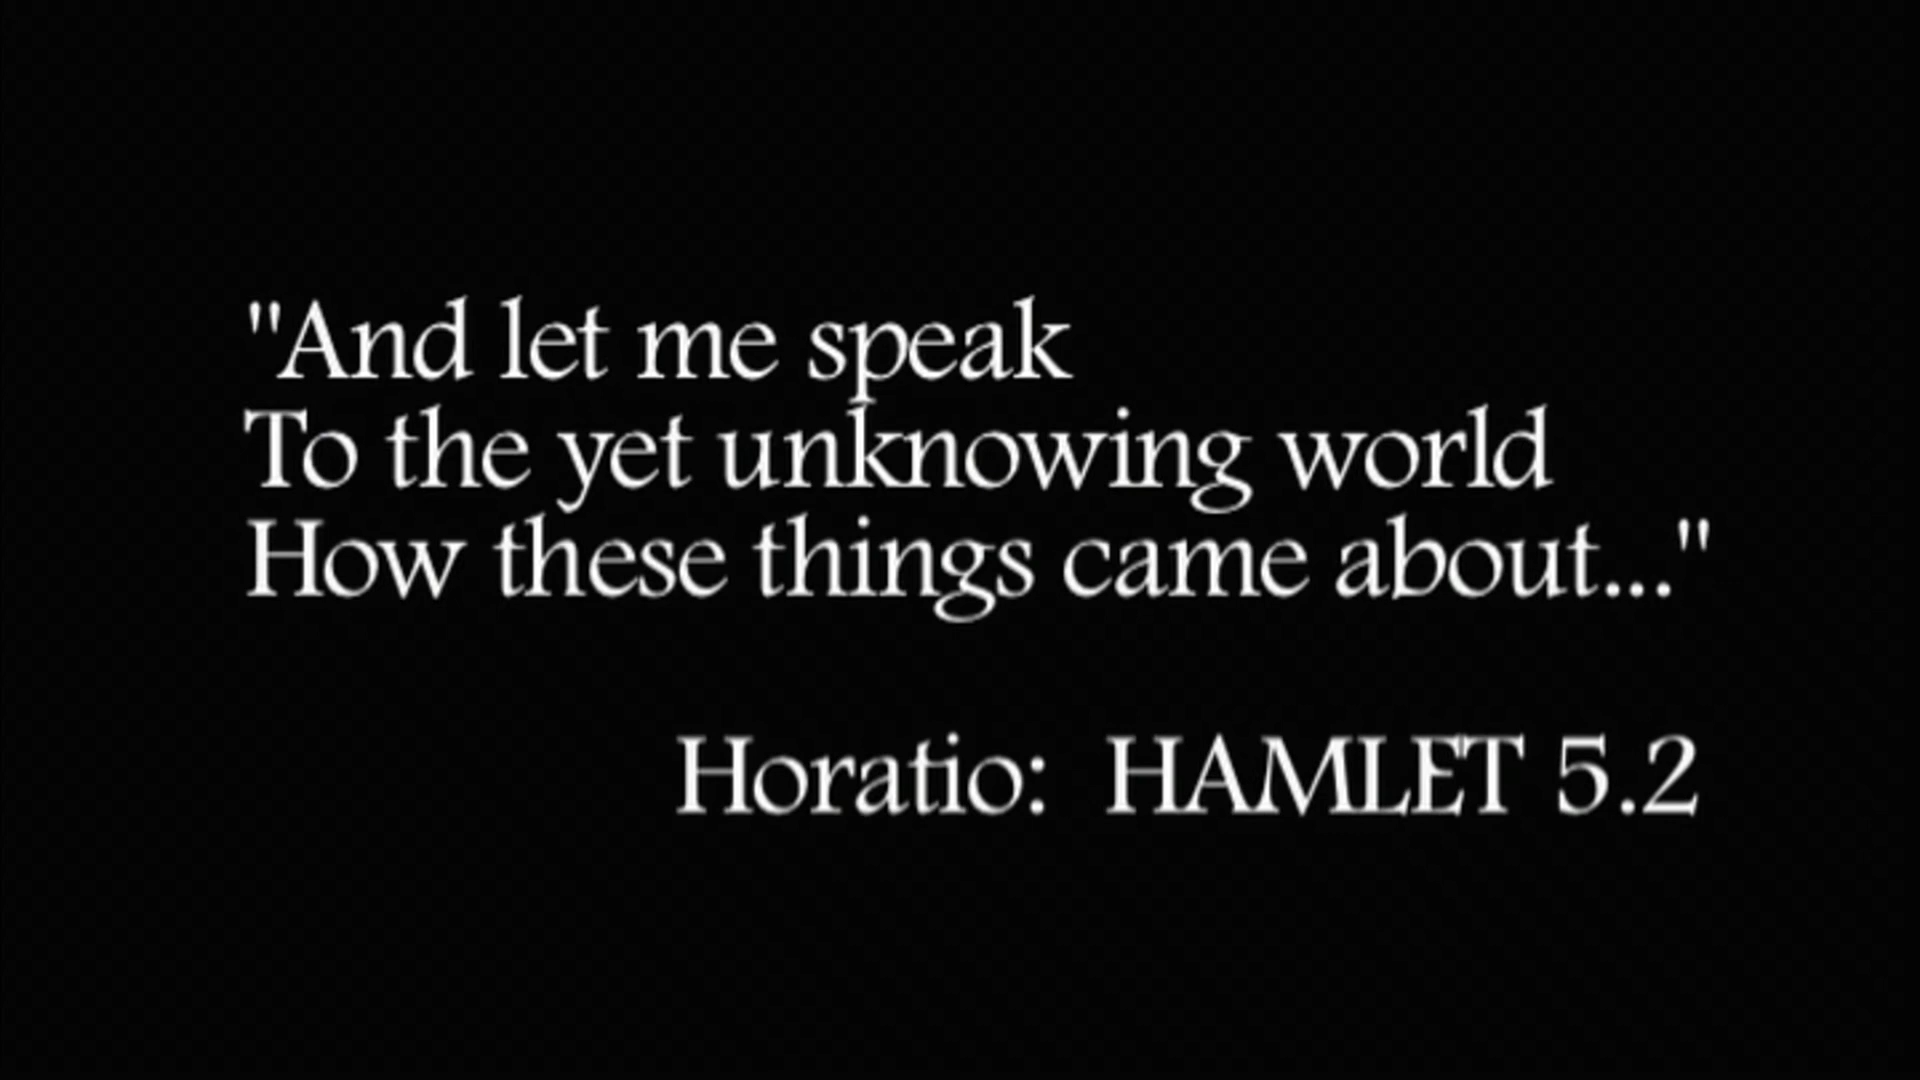 "And let me speak
To the yet unknowing world
How these things came about..."
Horatio: HAMLET 5.2